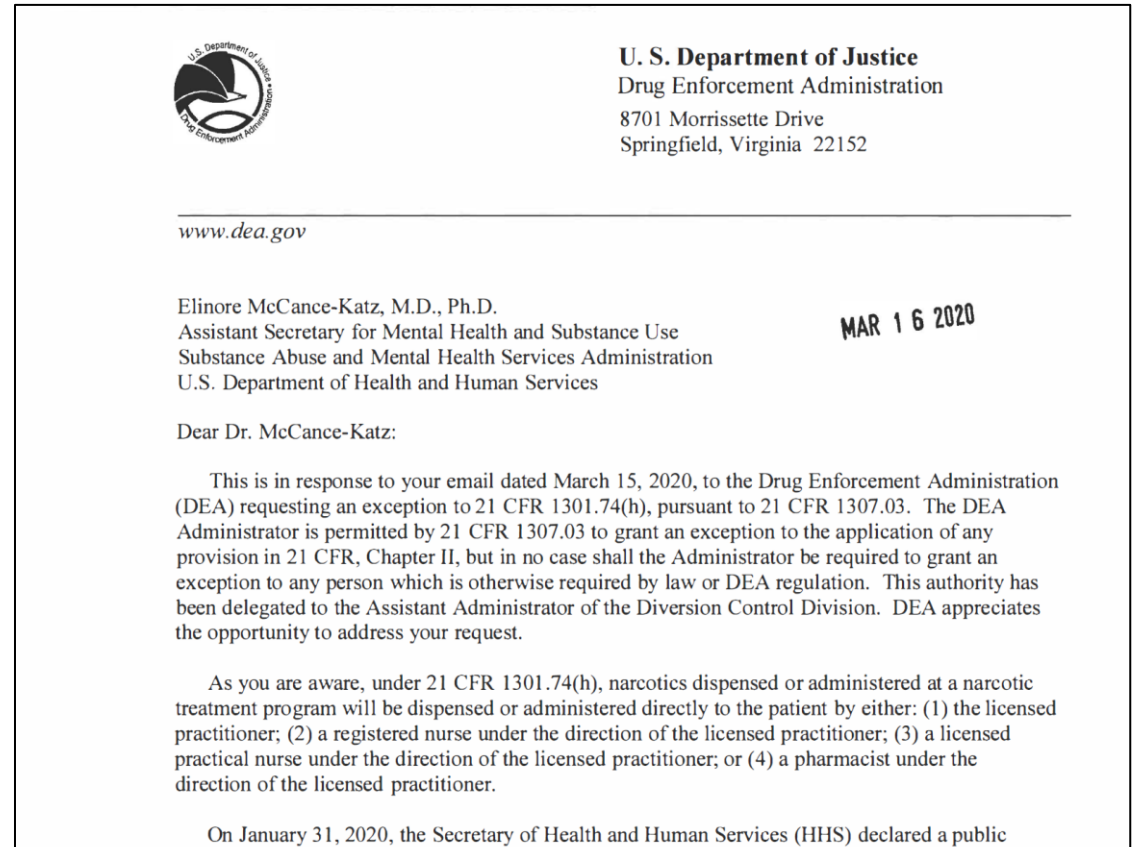 U.S. Department of Justice
Drug Enforcement Administration
U. S. Department of Justice
Drug Enforcement Administration
8701 Morrissette Drive
Springfield, Virginia 22152
www.dea.gov
Elinore McCance-Katz, M.D., Ph.D.
MAR 16 2020
Assistant Secretary for Mental Health and Substance Use
Substance Abuse and Mental Health Services Administration
U.S. Department of Health and Human Services
Dear Dr. McCance-Katz:
This is in response to your email dated March 15, 2020, to the Drug Enforcement Administration
(DEA) requesting an exception to 21 CFR 1301.74(h), pursuant to 21 CFR 1307.03. The DEA
Administrator is permitted by 21 CFR 1307.03 to grant an exception to the application of any
provision in 21 CFR, Chapter II, but in no case shall the Administrator be required to grant an
exception to any person which is otherwise required by law or DEA regulation. This authority has
been delegated to the Assistant Administrator of the Diversion Control Division. DEA appreciates
the opportunity to address your request.
As you are aware, under 21 CFR 1301.74(h), narcotics dispensed or administered at a narcotic
treatment program will be dispensed or administered directly to the patient by either: (1) the licensed
practitioner; (2) a registered nurse under the direction of the licensed practitioner; (3) a licensed
practical nurse under the direction of the licensed practitioner; or (4) a pharmacist under the
direction of the licensed practitioner.
On January 31, 2020, the Secretary of Health and Human Services (HHS) declared a public